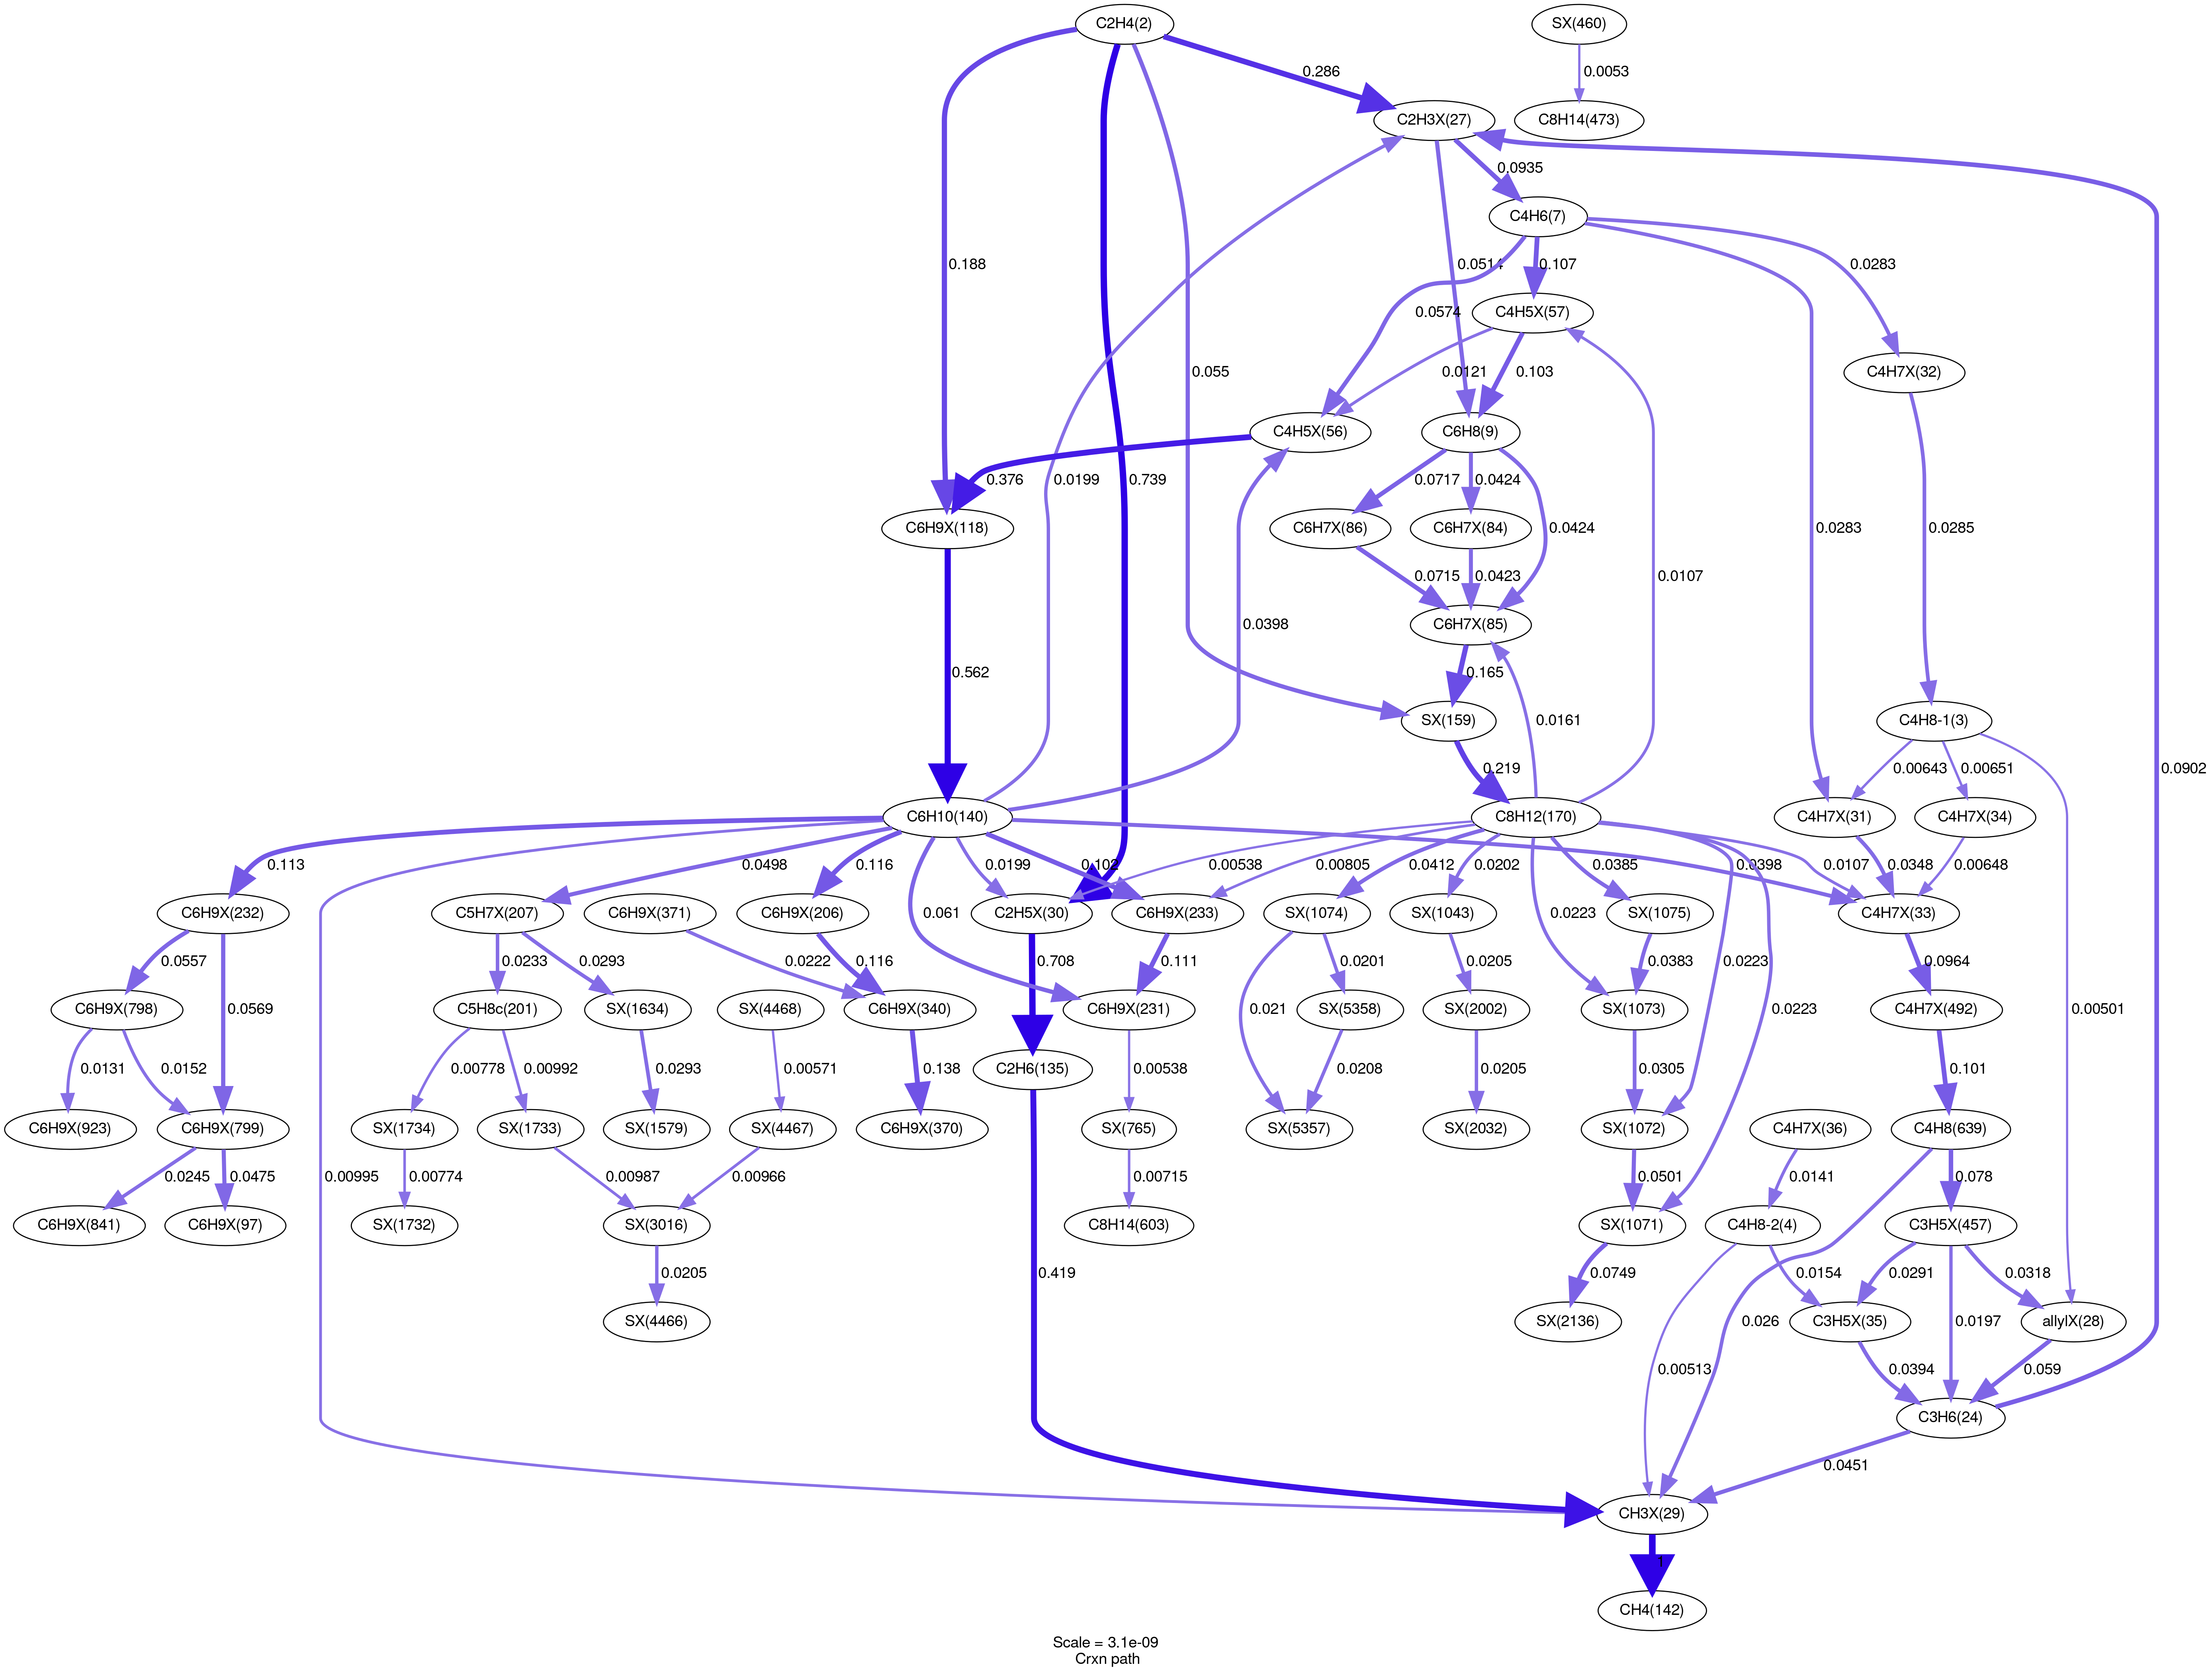 C2H4(2)
SX(460)
0.286
0.0053
C2H3X(27)
C8H14(473)
0.0935
C4H6(7)
0.188
0.0514
0.107
0.0283
0.0574
C4H5X(57)
0.055
0.0121
0.103
C4H7X(32)
C4H5X(56)
C6H8(9)
0.376
0.0199
0.739
0.0717
0.0424
C6H9X(118)
C6H7X(86)
C6H7X(84)
0.0424
0.0283
0.0285
0.0715
0.0423
0.0107
0.0398
C6H7X(85)
0.562
0.165
SX(159)
C4H8-1(3)
0.0161
0.219
0.00643
0.00651
0.0902
C6H10(140)
C8H12(170)
C4H7X(31)
C4H7X(34)
0.113
0.0498
0.116
0.0199
0.102
0.00538
0.00805
0.0412
0.0202
0.0385
0.0398
0.0107
0.0348
0.00648
C6H9X(232)
C5H7X(207)
C6H9X(371)
C6H9X(206)
0.061
C2H5X(30)
C6H9X(233)
SX(1074)
SX(1043)
0.0223
SX(1075)
C4H7X(33)
0.0557
0.0569
0.0233
0.0293
0.0222
0.116
0.708
0.111
0.021
0.0201
0.0205
0.0383
0.0223
0.0223
0.0964
0.00501
C6H9X(798)
C5H8c(201)
SX(1634)
SX(4468)
C6H9X(340)
C6H9X(231)
SX(5358)
SX(2002)
SX(1073)
C4H7X(492)
0.0131
0.0152
0.00778
0.00992
0.0293
0.00571
0.138
C2H6(135)
0.00538
0.0208
0.0205
0.0305
0.101
C6H9X(923)
C6H9X(799)
SX(1734)
SX(1733)
SX(1579)
SX(4467)
C6H9X(370)
SX(765)
SX(5357)
SX(2032)
SX(1072)
C4H7X(36)
C4H8(639)
0.00995
0.0245
0.0475
0.00774
0.00987
0.00966
0.00715
0.0501
0.0141
0.078
C6H9X(841)
C6H9X(97)
SX(1732)
SX(3016)
C8H14(603)
SX(1071)
C4H8-2(4)
C3H5X(457)
0.0205
0.419
0.0749
0.0154
0.0291
0.0318
SX(4466)
SX(2136)
0.026
C3H5X(35)
0.0197
allylX(28)
0.00513
0.0394
0.059
C3H6(24)
0.0451
CH3X(29)
1
CH4(142)
Scale = 3.1e-09
Crxn path